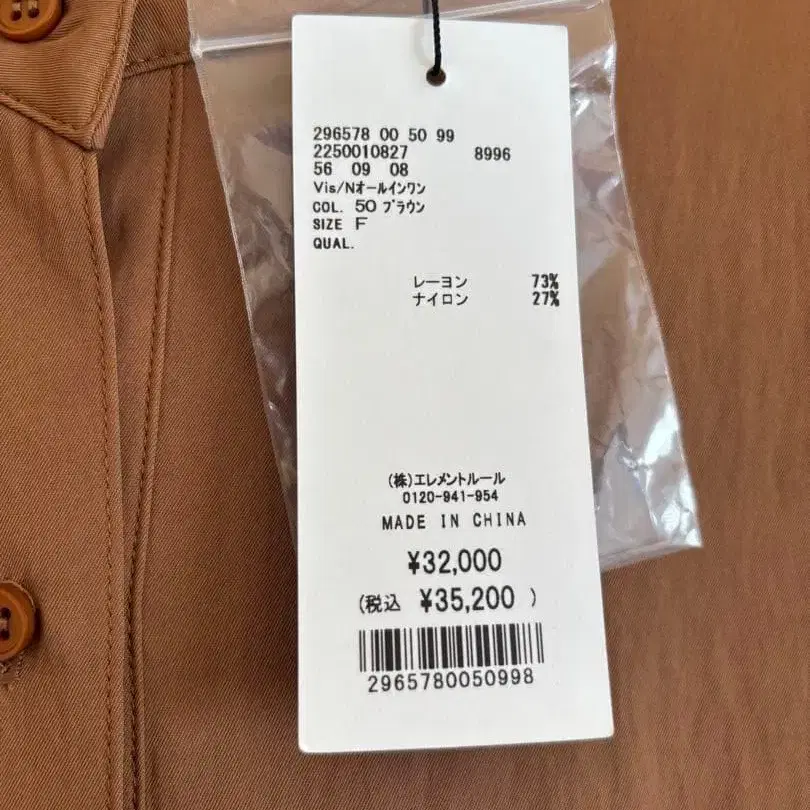 296578 00 50 99
2250010827 8996
56 09 08
Vis/Nオールインワン
COL. 50 ブラウン
SIZE F
QUAL.
レーヨン 73%
ナイロン 27%
(株)エレメントルール
0120-941-954
MADE IN CHINA
¥32,000
(税込 ¥35,200 )
2965780050998